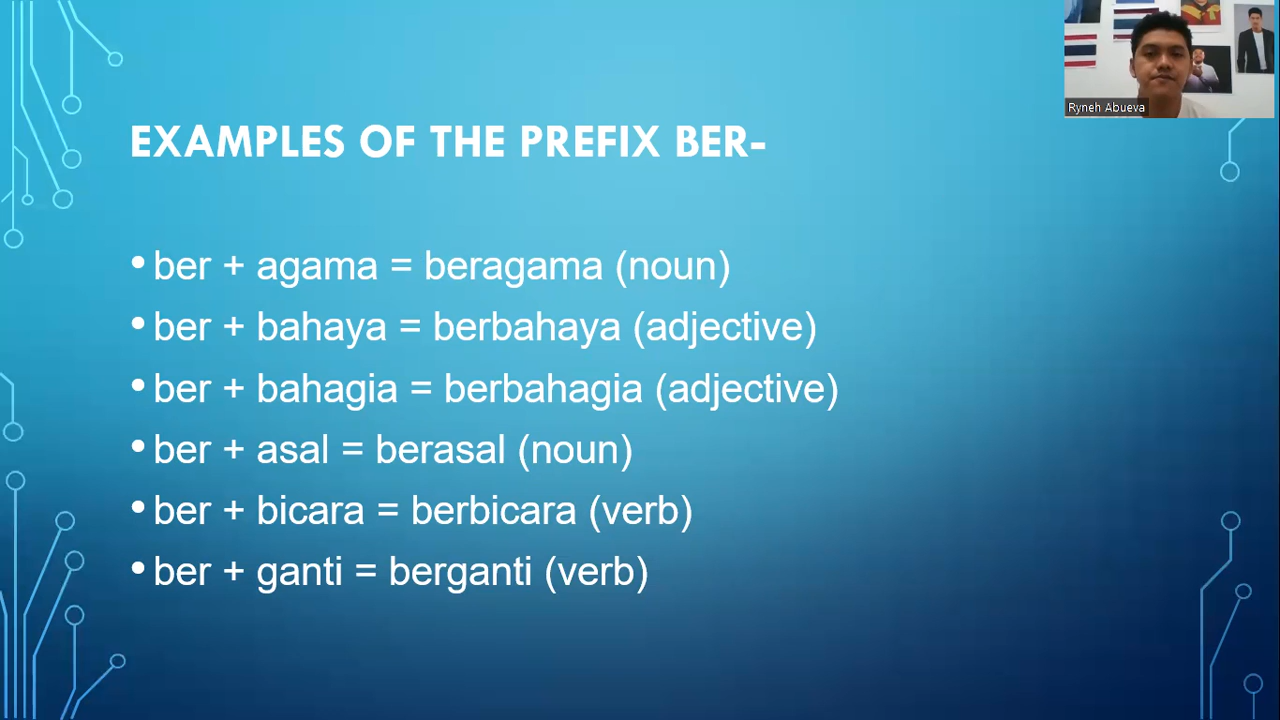 Ryneh Abueva
EXAMPLES OF THE PREFIX BER-
• ber + agama = beragama (noun)
• ber + bahaya = berbahaya (adjective)
• ber + bahagia = berbahagia (adjective)
• ber + asal = berasal (noun)
• ber + bicara = berbicara (verb)
• ber + ganti = berganti (verb)